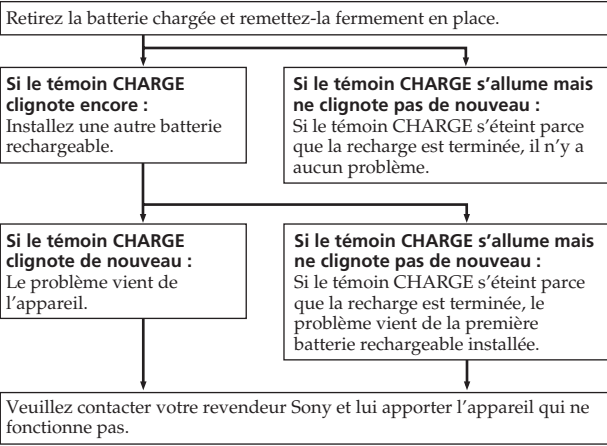 Retirez la batterie chargée et remettez-la fermement en place.
Si le témoin CHARGE
clignote encore :
Installez une autre batterie
rechargeable.
Si le témoin CHARGE s’allume mais
ne clignote pas de nouveau :
Si le témoin CHARGE s’éteint parce
que la recharge est terminée, il n’y a
aucun problème.
Si le témoin CHARGE
clignote de nouveau :
Le problème vient de
l’appareil.
Si le témoin CHARGE s’allume mais
ne clignote pas de nouveau :
Si le témoin CHARGE s’éteint parce
que la recharge est terminée, le
problème vient de la première
batterie rechargeable installée.
Veuillez contacter votre revendeur Sony et lui apporter l’appareil qui ne
fonctionne pas.